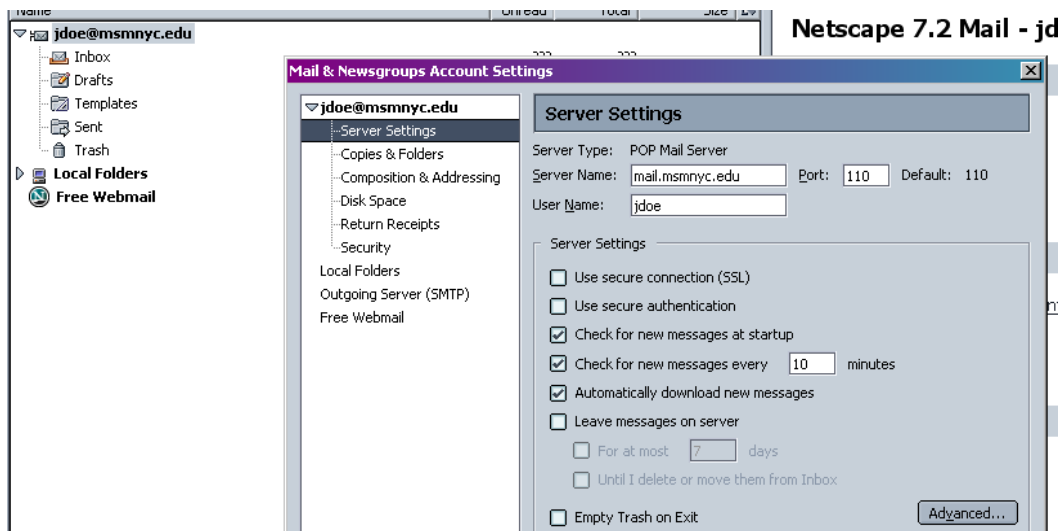 Name Unread Total Size
jdoe@msmnyc.edu
Inbox ??? ???
Drafts
Templates
Sent
Trash
Local Folders
Free Webmail
Netscape 7.2 Mail - jd
Mail & Newsgroups Account Settings
jdoe@msmnyc.edu
Server Settings
Copies & Folders
Composition & Addressing
Disk Space
Return Receipts
Security
Local Folders
Outgoing Server (SMTP)
Free Webmail
Server Settings
Server Type: POP Mail Server
Server Name: mail.msmnyc.edu Port: 110 Default: 110
User Name: jdoe
Server Settings
Use secure connection (SSL)
Use secure authentication
Check for new messages at startup
Check for new messages every 10 minutes
Automatically download new messages
Leave messages on server
For at most 7 days
Until I delete or move them from Inbox
Empty Trash on Exit
Advanced...